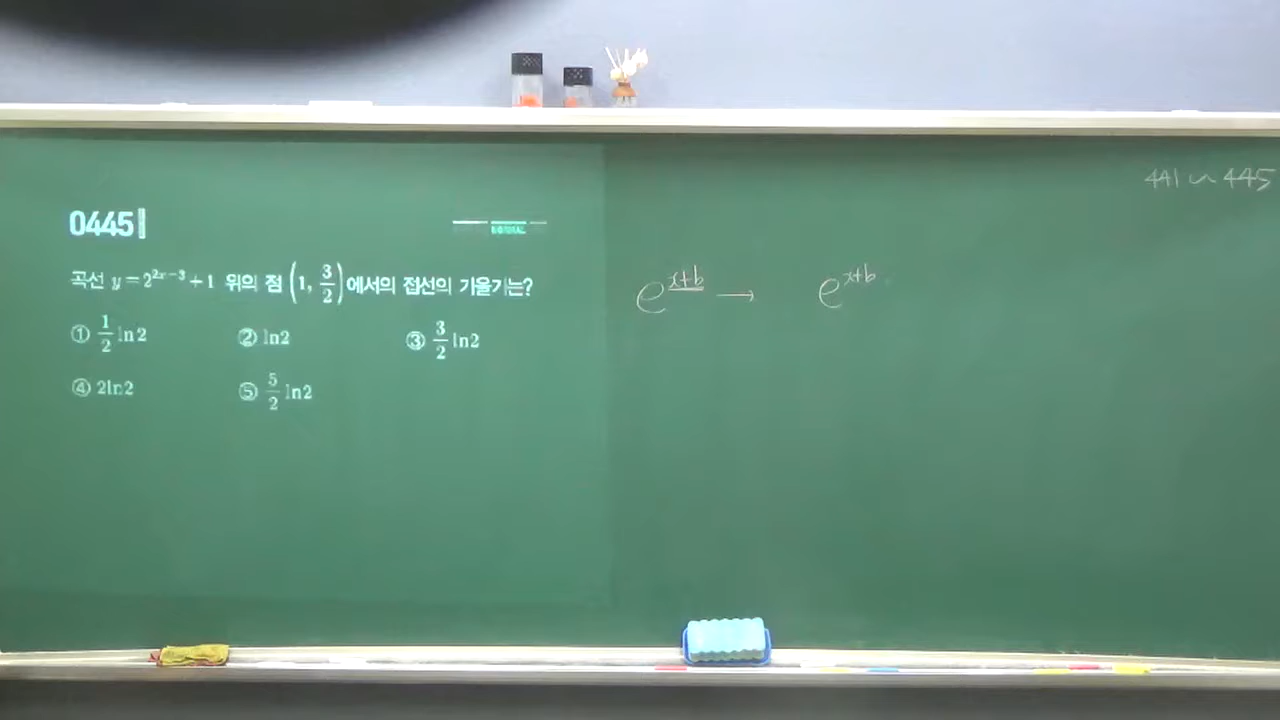 441 ~ 445
0445
NORMAL
곡선 y=2^{2x-3}+1 위의 점 (1, 3/2)에서의 접선의 기울기는?
① 1/2 ln2 ② ln2 ③ 3/2 ln2
④ 2ln2 ⑤ 5/2 ln2
e^{x+b} → e^{x+b}